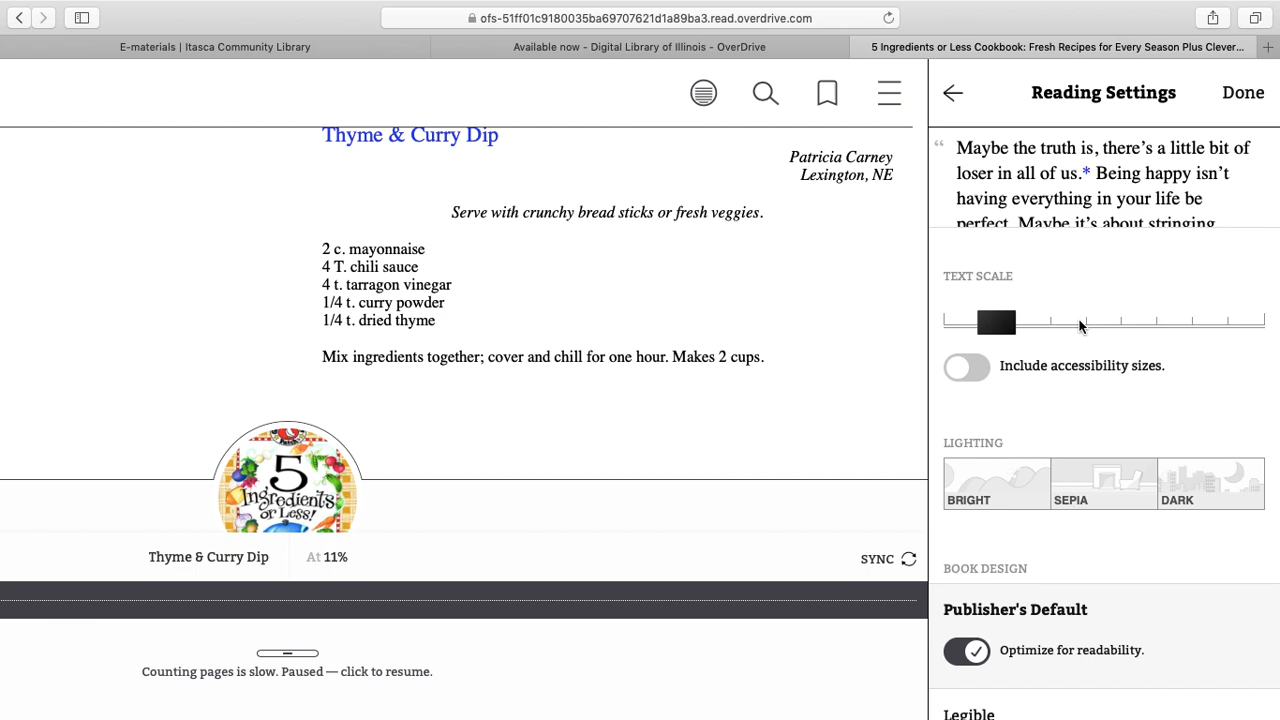 ofs-51ff01c9180035ba69707621d1a89ba3.read.overdrive.com
E-materials | Itasca Community Library
Available now - Digital Library of Illinois - OverDrive
5 Ingredients or Less Cookbook: Fresh Recipes for Every Season Plus Clever...
Reading Settings
Done
Thyme & Curry Dip
Patricia Carney
Lexington, NE
Serve with crunchy bread sticks or fresh veggies.
2 c. mayonnaise
4 T. chili sauce
4 t. tarragon vinegar
1/4 t. curry powder
1/4 t. dried thyme
Mix ingredients together; cover and chill for one hour. Makes 2 cups.
5
Ingredients
or Less!
Thyme & Curry Dip
At 11%
SYNC
Counting pages is slow. Paused — click to resume.
“ Maybe the truth is, there’s a little bit of
loser in all of us.* Being happy isn’t
having everything in your life be
perfect. Maybe it’s about stringing
TEXT SCALE
Include accessibility sizes.
LIGHTING
BRIGHT
SEPIA
DARK
BOOK DESIGN
Publisher's Default
Optimize for readability.
Legible